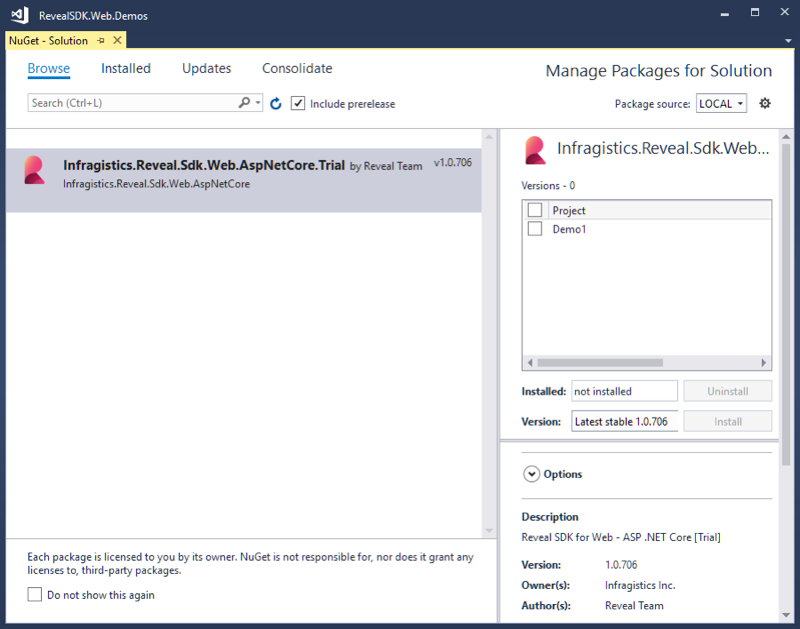 RevealSDK.Web.Demos
NuGet - Solution
Browse Installed Updates Consolidate
Manage Packages for Solution
Search (Ctrl+L)
Include prerelease
Package source: LOCAL
Infragistics.Reveal.Sdk.Web.AspNetCore.Trial by Reveal Team v1.0.706
Infragistics.Reveal.Sdk.Web.AspNetCore
Infragistics.Reveal.Sdk.Web...
Versions - 0
Project
Demo1
Installed: not installed Uninstall
Version: Latest stable 1.0.706 Install
Options
Description
Reveal SDK for Web - ASP .NET Core [Trial]
Version: 1.0.706
Owner(s): Infragistics Inc.
Author(s): Reveal Team
Each package is licensed to you by its owner. NuGet is not responsible for, nor does it grant any
licenses to, third-party packages.
Do not show this again